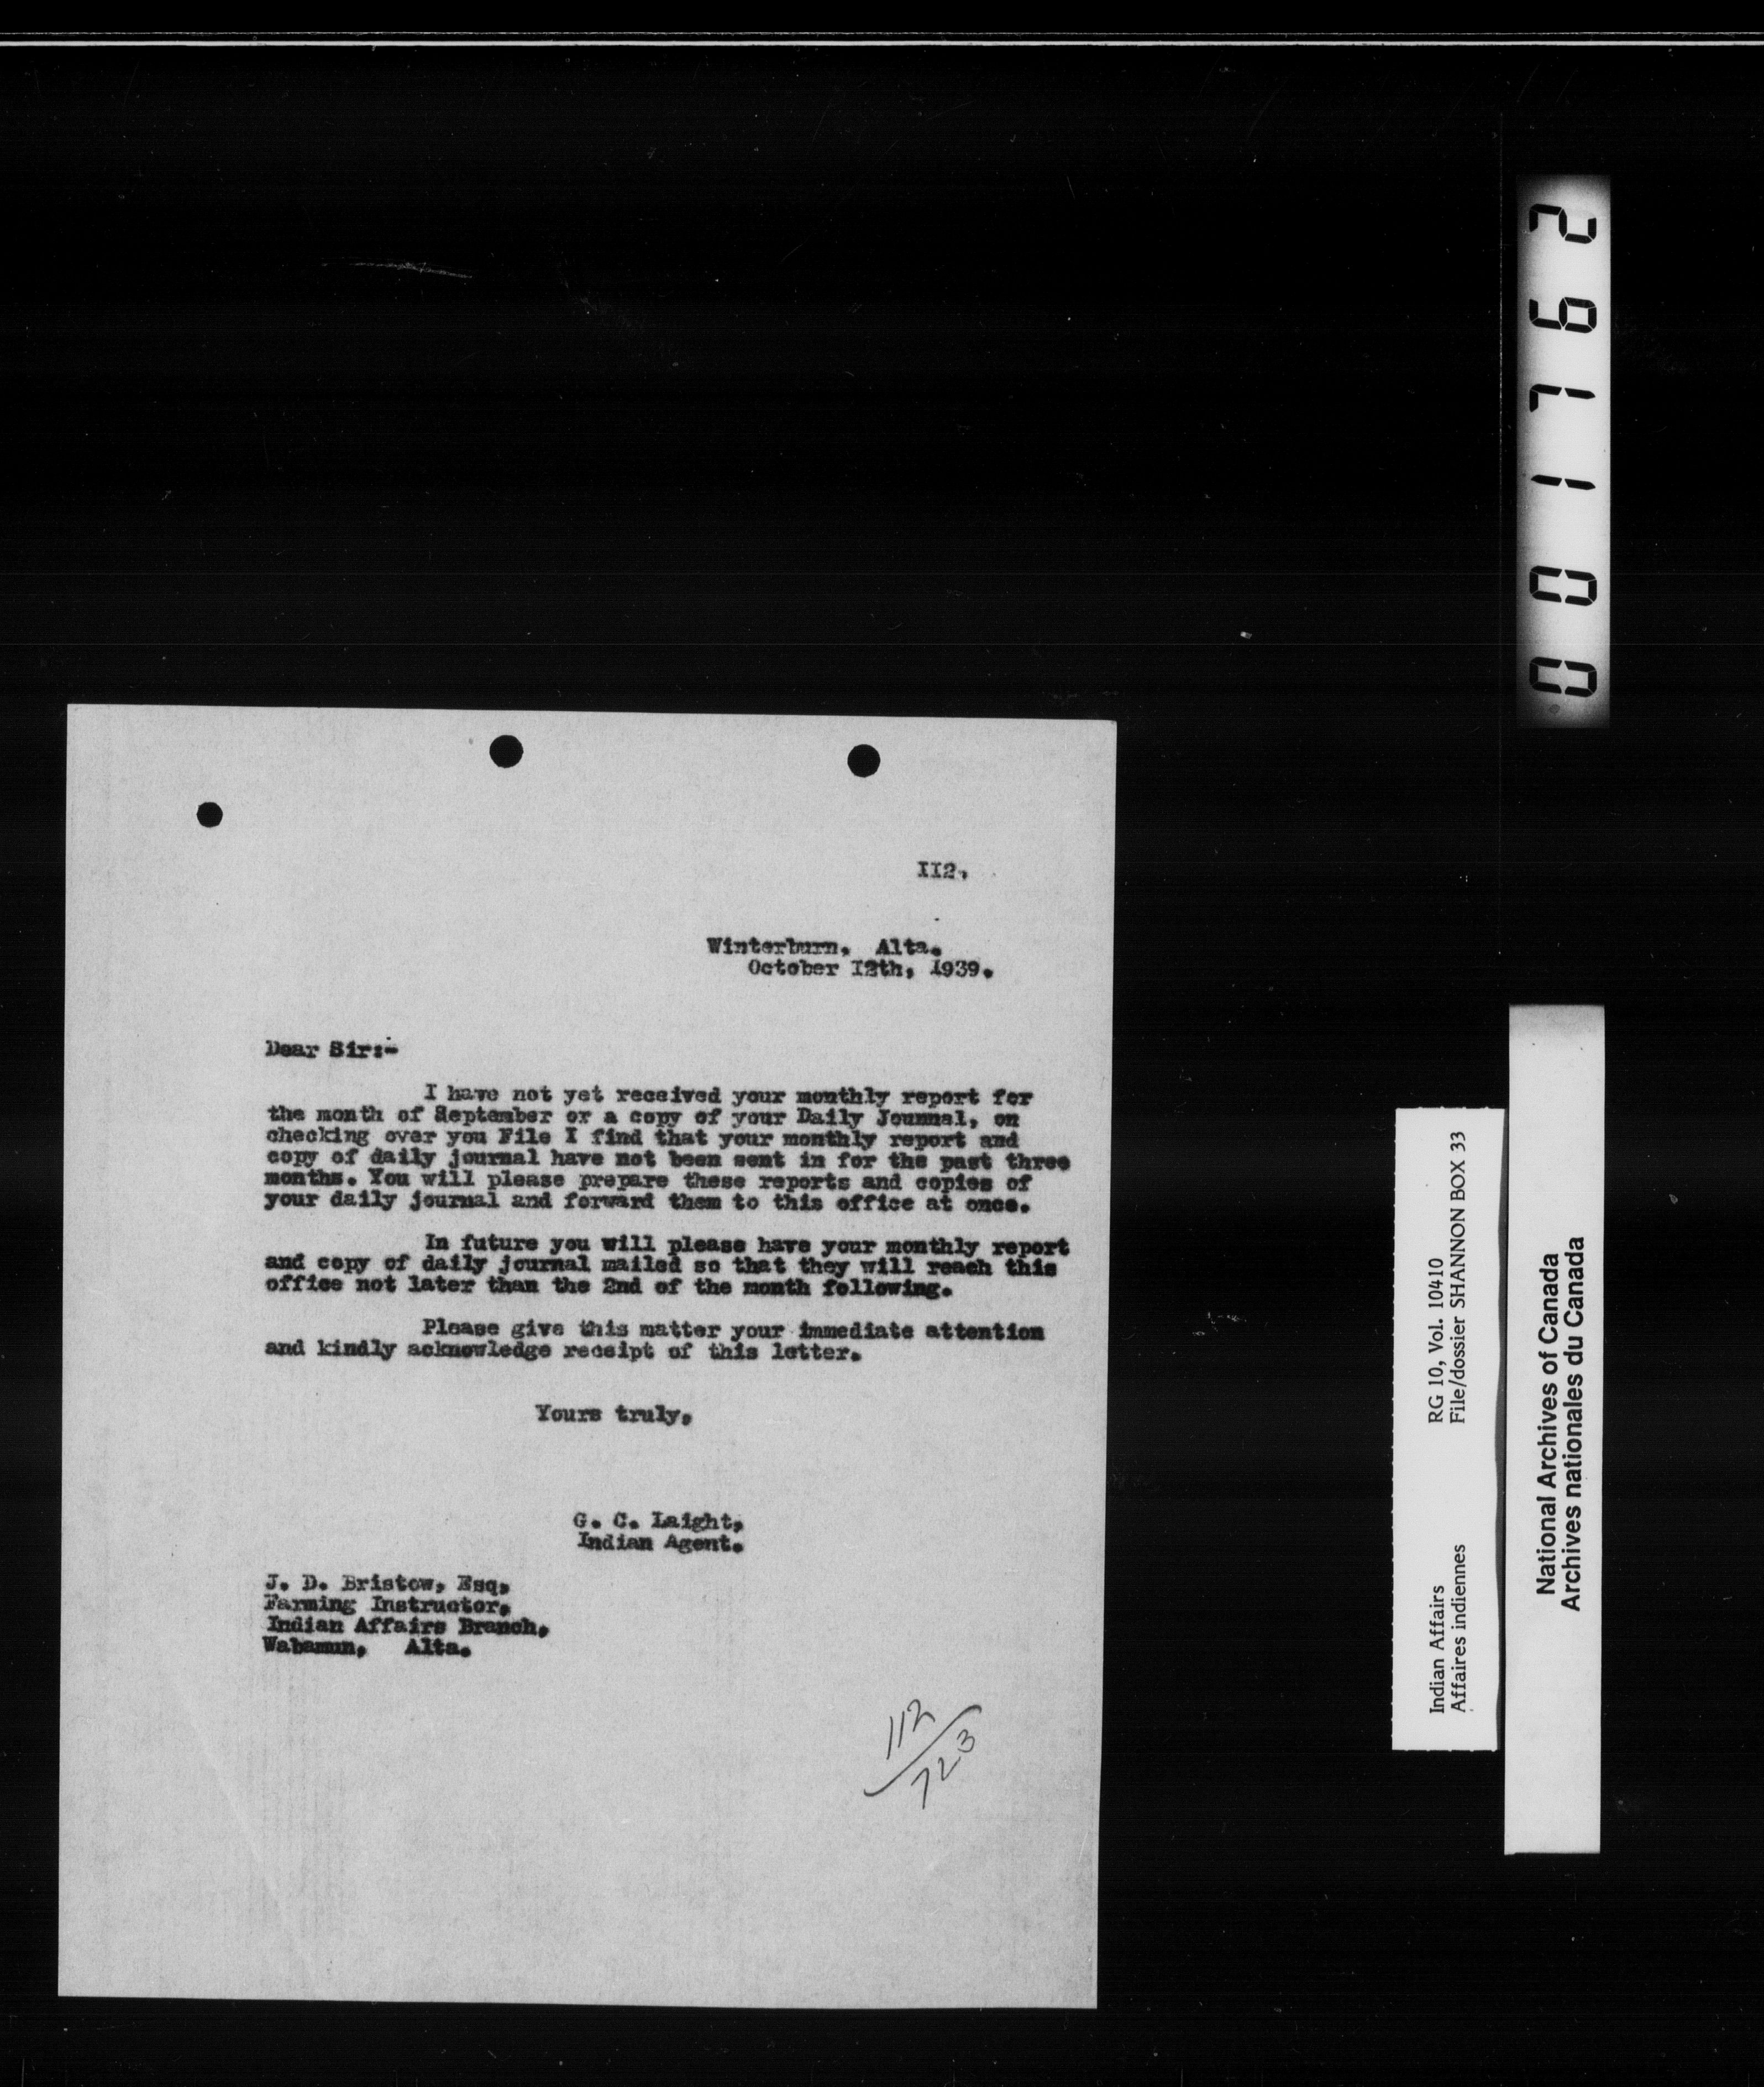 II2.
Winterburn, Alta.
October I2th, 1939.
Dear Sir:-
I have not yet received your monthly report for
the month of September or a copy of your Daily Jounnal, on
checking over you File I find that your monthly report and
copy of daily journal have not been sent in for the past three
months. You will please prepare these reports and copies of
your daily journal and forward them to this office at once.
In future you will please have your monthly report
and copy of daily journal mailed so that they will reach this
office not later than the 2nd of the month following.
Please give this matter your immediate attention
and kindly acknowledge receipt of this letter.
Yours truly,
G. C. Laight,
Indian Agent.
J. D. Bristow, Esq,
Farming Instructor,
Indian Affairs Branch,
Wabamun, Alta.
112/723
001762
Indian Affairs RG 10, Vol. 10410
Affaires indiennes File/dossier SHANNON BOX 33
National Archives of Canada
Archives nationales du Canada